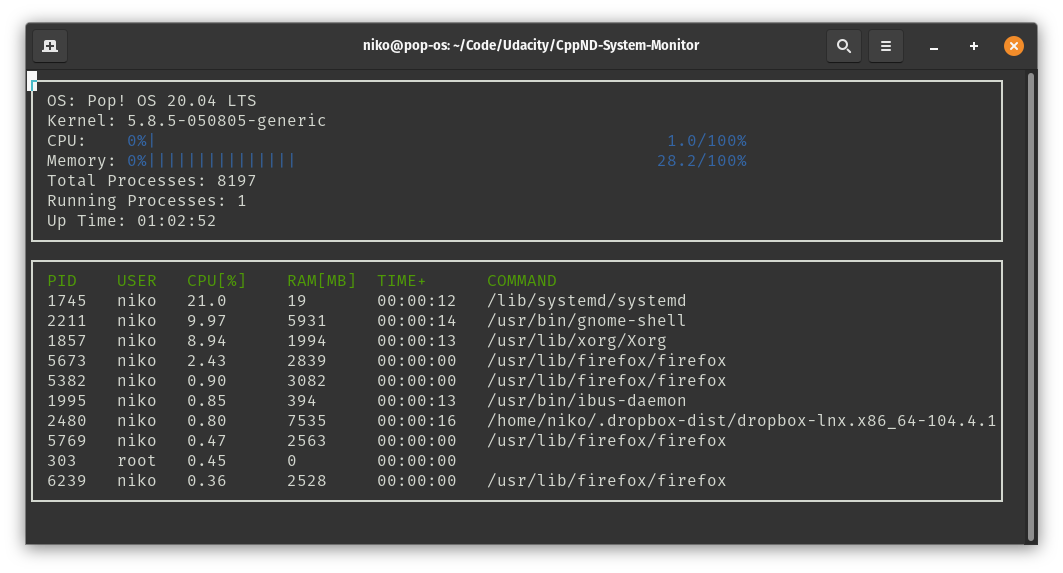 niko@pop-os: ~/Code/Udacity/CppND-System-Monitor
OS: Pop! OS 20.04 LTS
Kernel: 5.8.5-050805-generic
CPU: 0%| 1.0/100%
Memory: 0%||||||||||||||| 28.2/100%
Total Processes: 8197
Running Processes: 1
Up Time: 01:02:52
PID USER CPU[%] RAM[MB] TIME+ COMMAND
1745 niko 21.0 19 00:00:12 /lib/systemd/systemd
2211 niko 9.97 5931 00:00:14 /usr/bin/gnome-shell
1857 niko 8.94 1994 00:00:13 /usr/lib/xorg/Xorg
5673 niko 2.43 2839 00:00:00 /usr/lib/firefox/firefox
5382 niko 0.90 3082 00:00:00 /usr/lib/firefox/firefox
1995 niko 0.85 394 00:00:13 /usr/bin/ibus-daemon
2480 niko 0.80 7535 00:00:16 /home/niko/.dropbox-dist/dropbox-lnx.x86_64-104.4.1
5769 niko 0.47 2563 00:00:00 /usr/lib/firefox/firefox
303 root 0.45 0 00:00:00
6239 niko 0.36 2528 00:00:00 /usr/lib/firefox/firefox